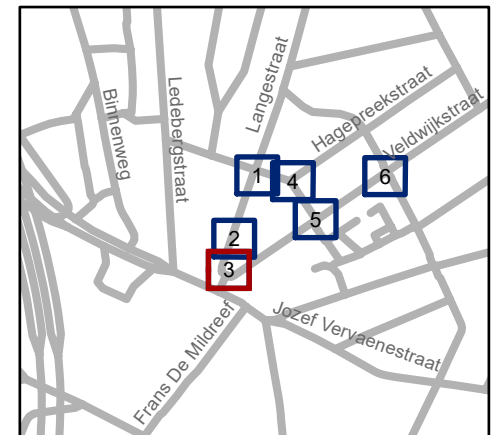 Binnenweg
Ledebergstraat
Langestraat
Hagepreekstraat
Veldwijkstraat
1
4
6
5
2
3
Jozef Vervaenestraat
Frans De Mildreef